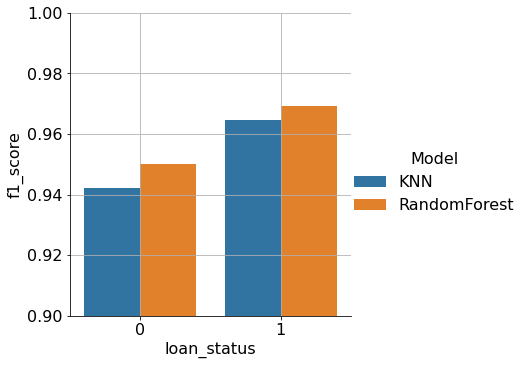 1.00
0.98
0.96
0.94
0.92
0.90
f1_score
0 1
loan_status
Model
KNN
RandomForest